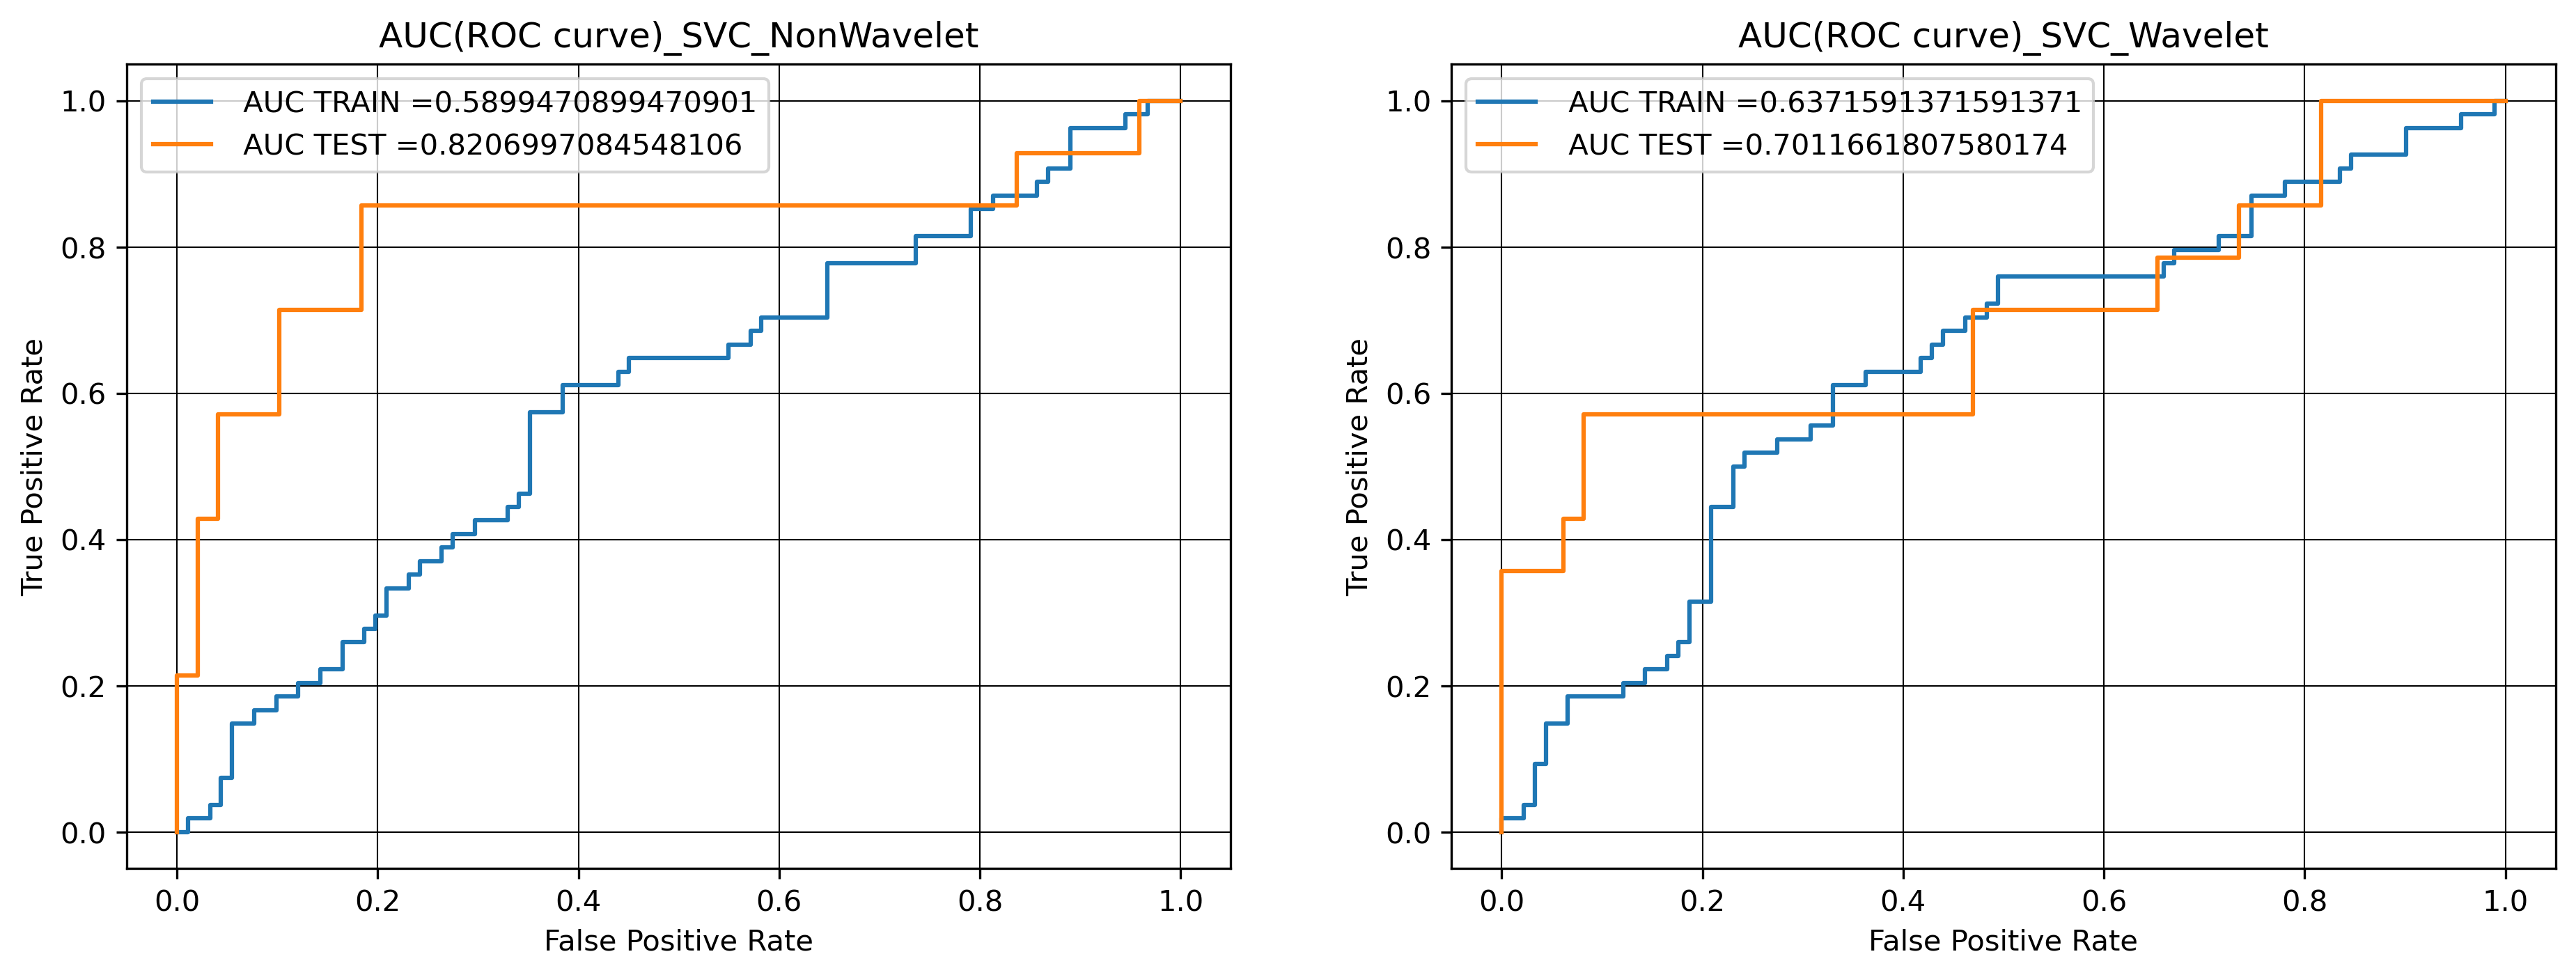 AUC(ROC curve)_SVC_NonWavelet
AUC TRAIN =0.5899470899470901
AUC TEST =0.8206997084548106
True Positive Rate
1.0
0.8
0.6
0.4
0.2
0.0
0.0 0.2 0.4 0.6 0.8 1.0
False Positive Rate
AUC(ROC curve)_SVC_Wavelet
AUC TRAIN =0.6371591371591371
AUC TEST =0.7011661807580174
True Positive Rate
1.0
0.8
0.6
0.4
0.2
0.0
0.0 0.2 0.4 0.6 0.8 1.0
False Positive Rate